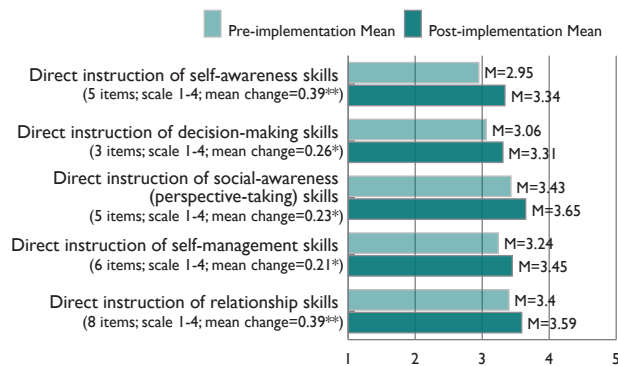 Pre-implementation Mean Post-implementation Mean
Direct instruction of self-awareness skills
(5 items; scale 1-4; mean change=0.39**)
M=2.95
M=3.34
Direct instruction of decision-making skills
(3 items; scale 1-4; mean change=0.26*)
M=3.06
M=3.31
Direct instruction of social-awareness
(perspective-taking) skills
(5 items; scale 1-4; mean change=0.23*)
M=3.43
M=3.65
Direct instruction of self-management skills
(6 items; scale 1-4; mean change=0.21*)
M=3.24
M=3.45
Direct instruction of relationship skills
(8 items; scale 1-4; mean change=0.39**)
M=3.4
M=3.59
1 2 3 4 5